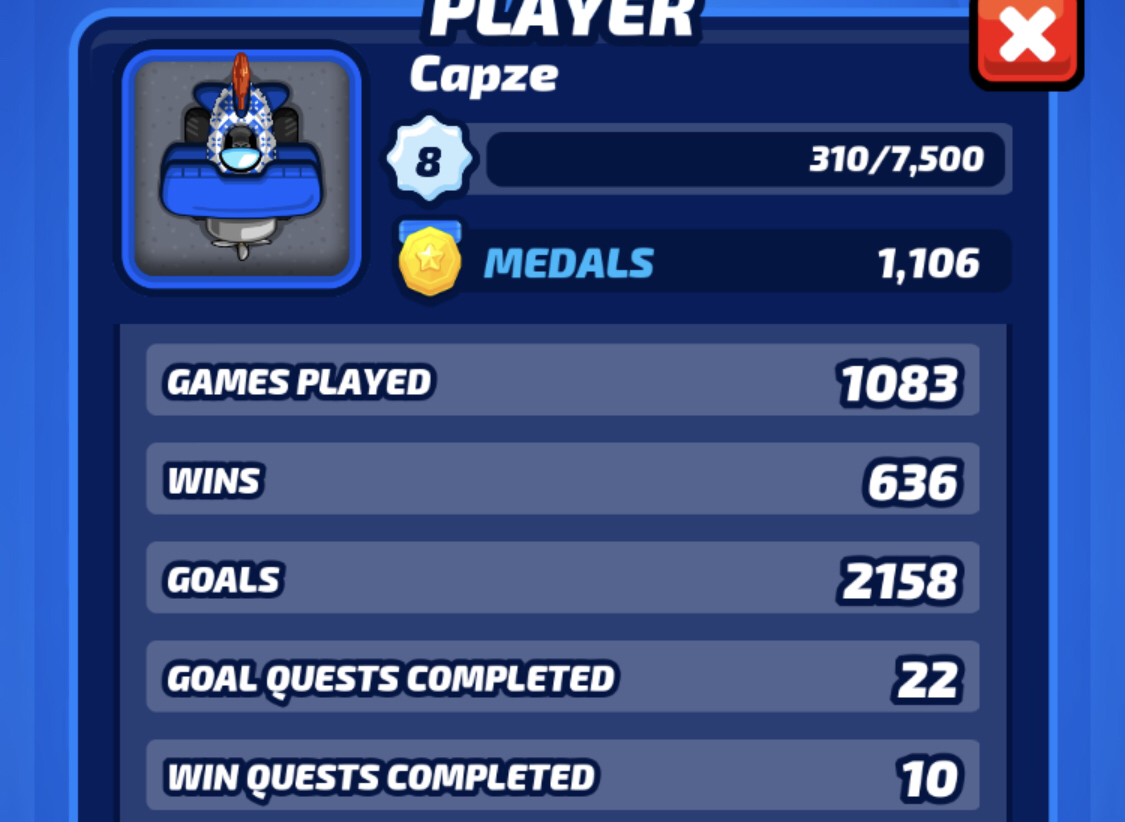 PLAYER
Capze
8 310/7,500
MEDALS 1,106
GAMES PLAYED 1083
WINS 636
GOALS 2158
GOAL QUESTS COMPLETED 22
WIN QUESTS COMPLETED 10